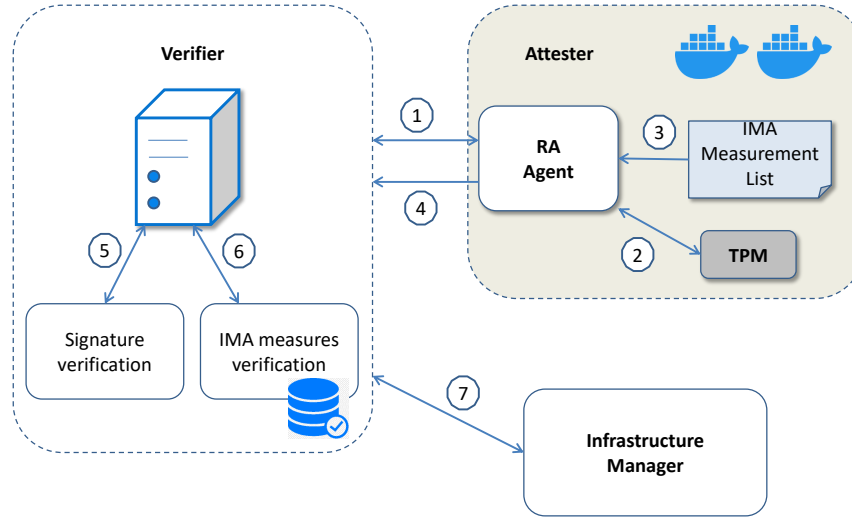 Verifier
Attester
1
RA
Agent
3
IMA
Measurement
List
4
2
TPM
5
6
Signature
verification
IMA measures
verification
7
Infrastructure
Manager